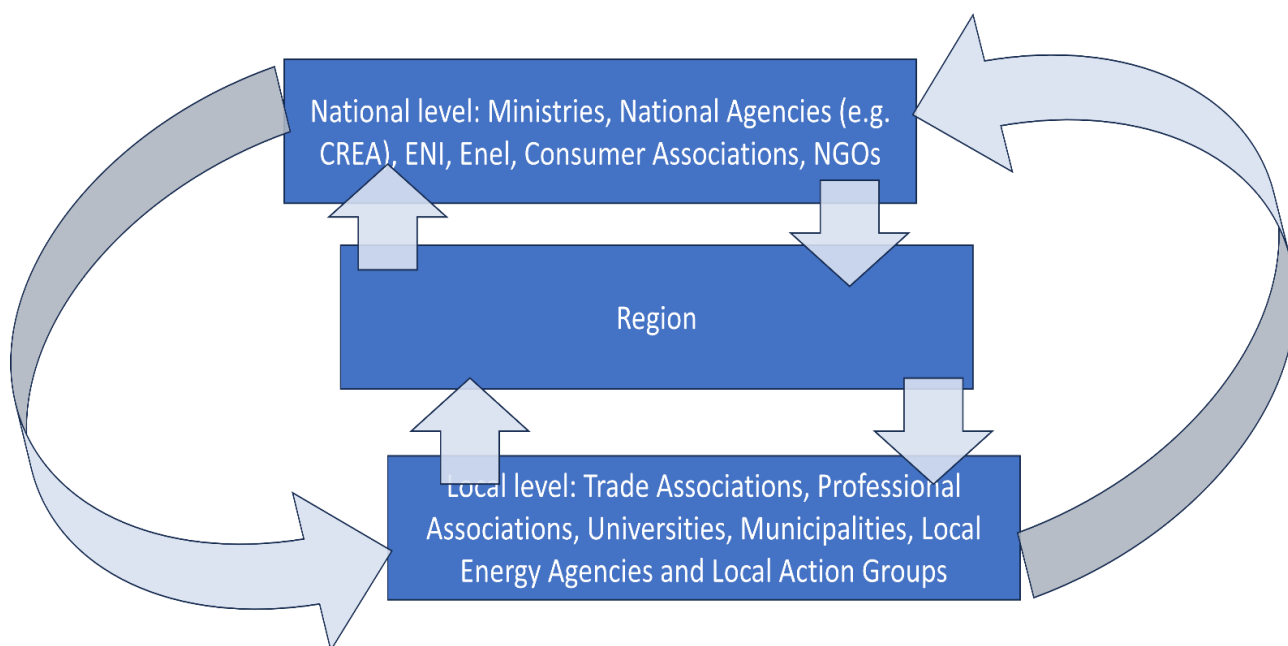 National level: Ministries, National Agencies (e.g.
CREA), ENI, Enel, Consumer Associations, NGOs
Region
Local level: Trade Associations, Professional
Associations, Universities, Municipalities, Local
Energy Agencies and Local Action Groups